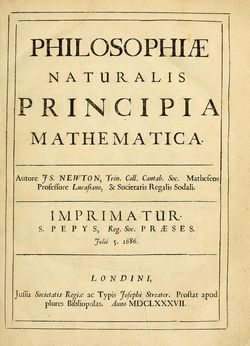 PHILOSOPHIÆ
NATURALIS
PRINCIPIA
MATHEMATICA.
Autore JS. NEWTON, Trin. Coll. Cantab. Soc. Matheseos
Professore Lucasiano, & Societatis Regalis Sodali.
IMPRIMATUR.
S. PEPYS, Reg. Soc. PRÆSES.
Julii 5. 1686.
LONDINI,
Jussu Societatis Regiæ ac Typis Josephi Streater. Prostat apud
plures Bibliopolas. Anno MDCLXXXVII.